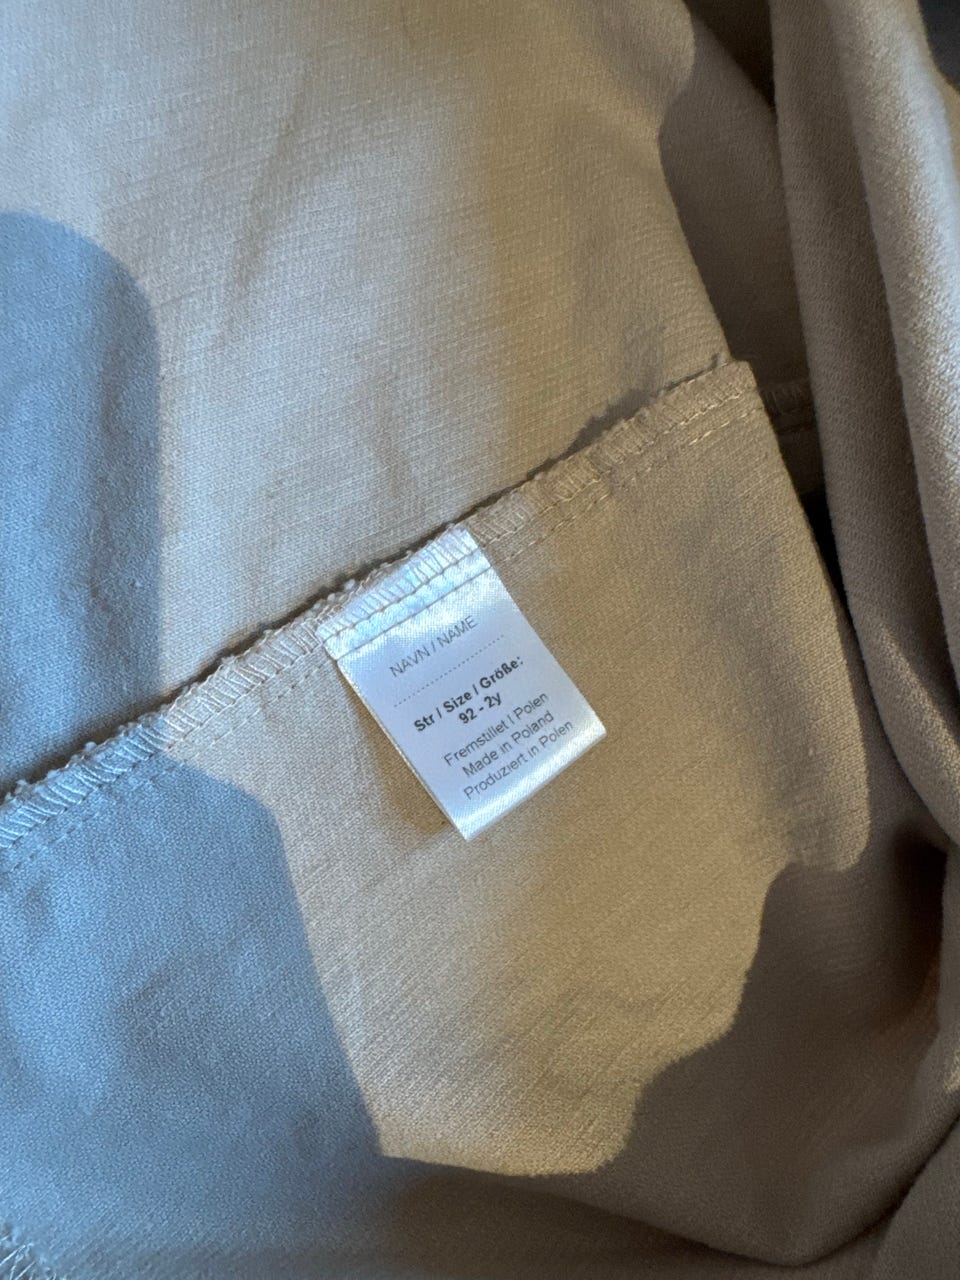 NAVN / NAME
Str / Size / Größe:
92 - 2y
Fremstillet I Polen
Made in Poland
Produziert in Polen